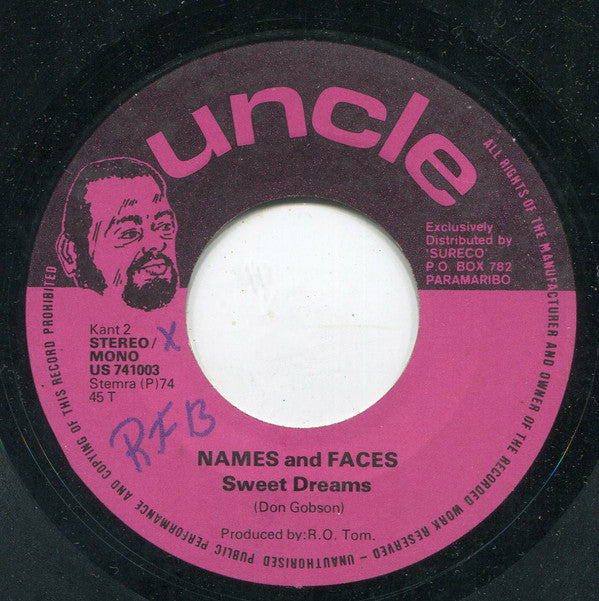 uncle
Exclusively
Distributed by
'SURECO'
P.O. BOX 782
PARAMARIBO
Kant 2
STEREO/ X
MONO
US 741003
Stemra (P)74
45 T
RFB
NAMES and FACES
Sweet Dreams
(Don Gobson)
Produced by:R.O. Tom.
ALL RIGHTS OF THE MANUFACTURER AND OWNER OF THE RECORDED WORK RESERVED – UNAUTHORISED PUBLIC PERFORMANCE AND COPYING OF THIS RECORD PROHIBITED